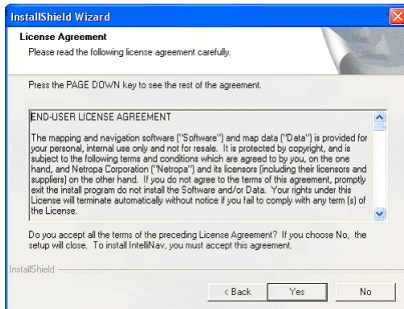 InstallShield Wizard
License Agreement
Please read the following license agreement carefully.
Press the PAGE DOWN key to see the rest of the agreement.
END-USER LICENSE AGREEMENT
The mapping and navigation software ("Software") and map data ("Data") is provided for
your personal, internal use only and not for resale. It is protected by copyright, and is
subject to the following terms and conditions which are agreed to by you, on the one
hand, and Netropa Corporation ("Netropa") and its licensors (including their licensors and
suppliers) on the other hand. If you do not agree to the terms of this agreement, promptly
exit the install program do not install the Software and/or Data. Your rights under this
License will terminate automatically without notice if you fail to comply with any term (s) of
the License.
Do you accept all the terms of the preceding License Agreement? If you choose No, the
setup will close. To install IntelliNav, you must accept this agreement.
InstallShield
< Back Yes No